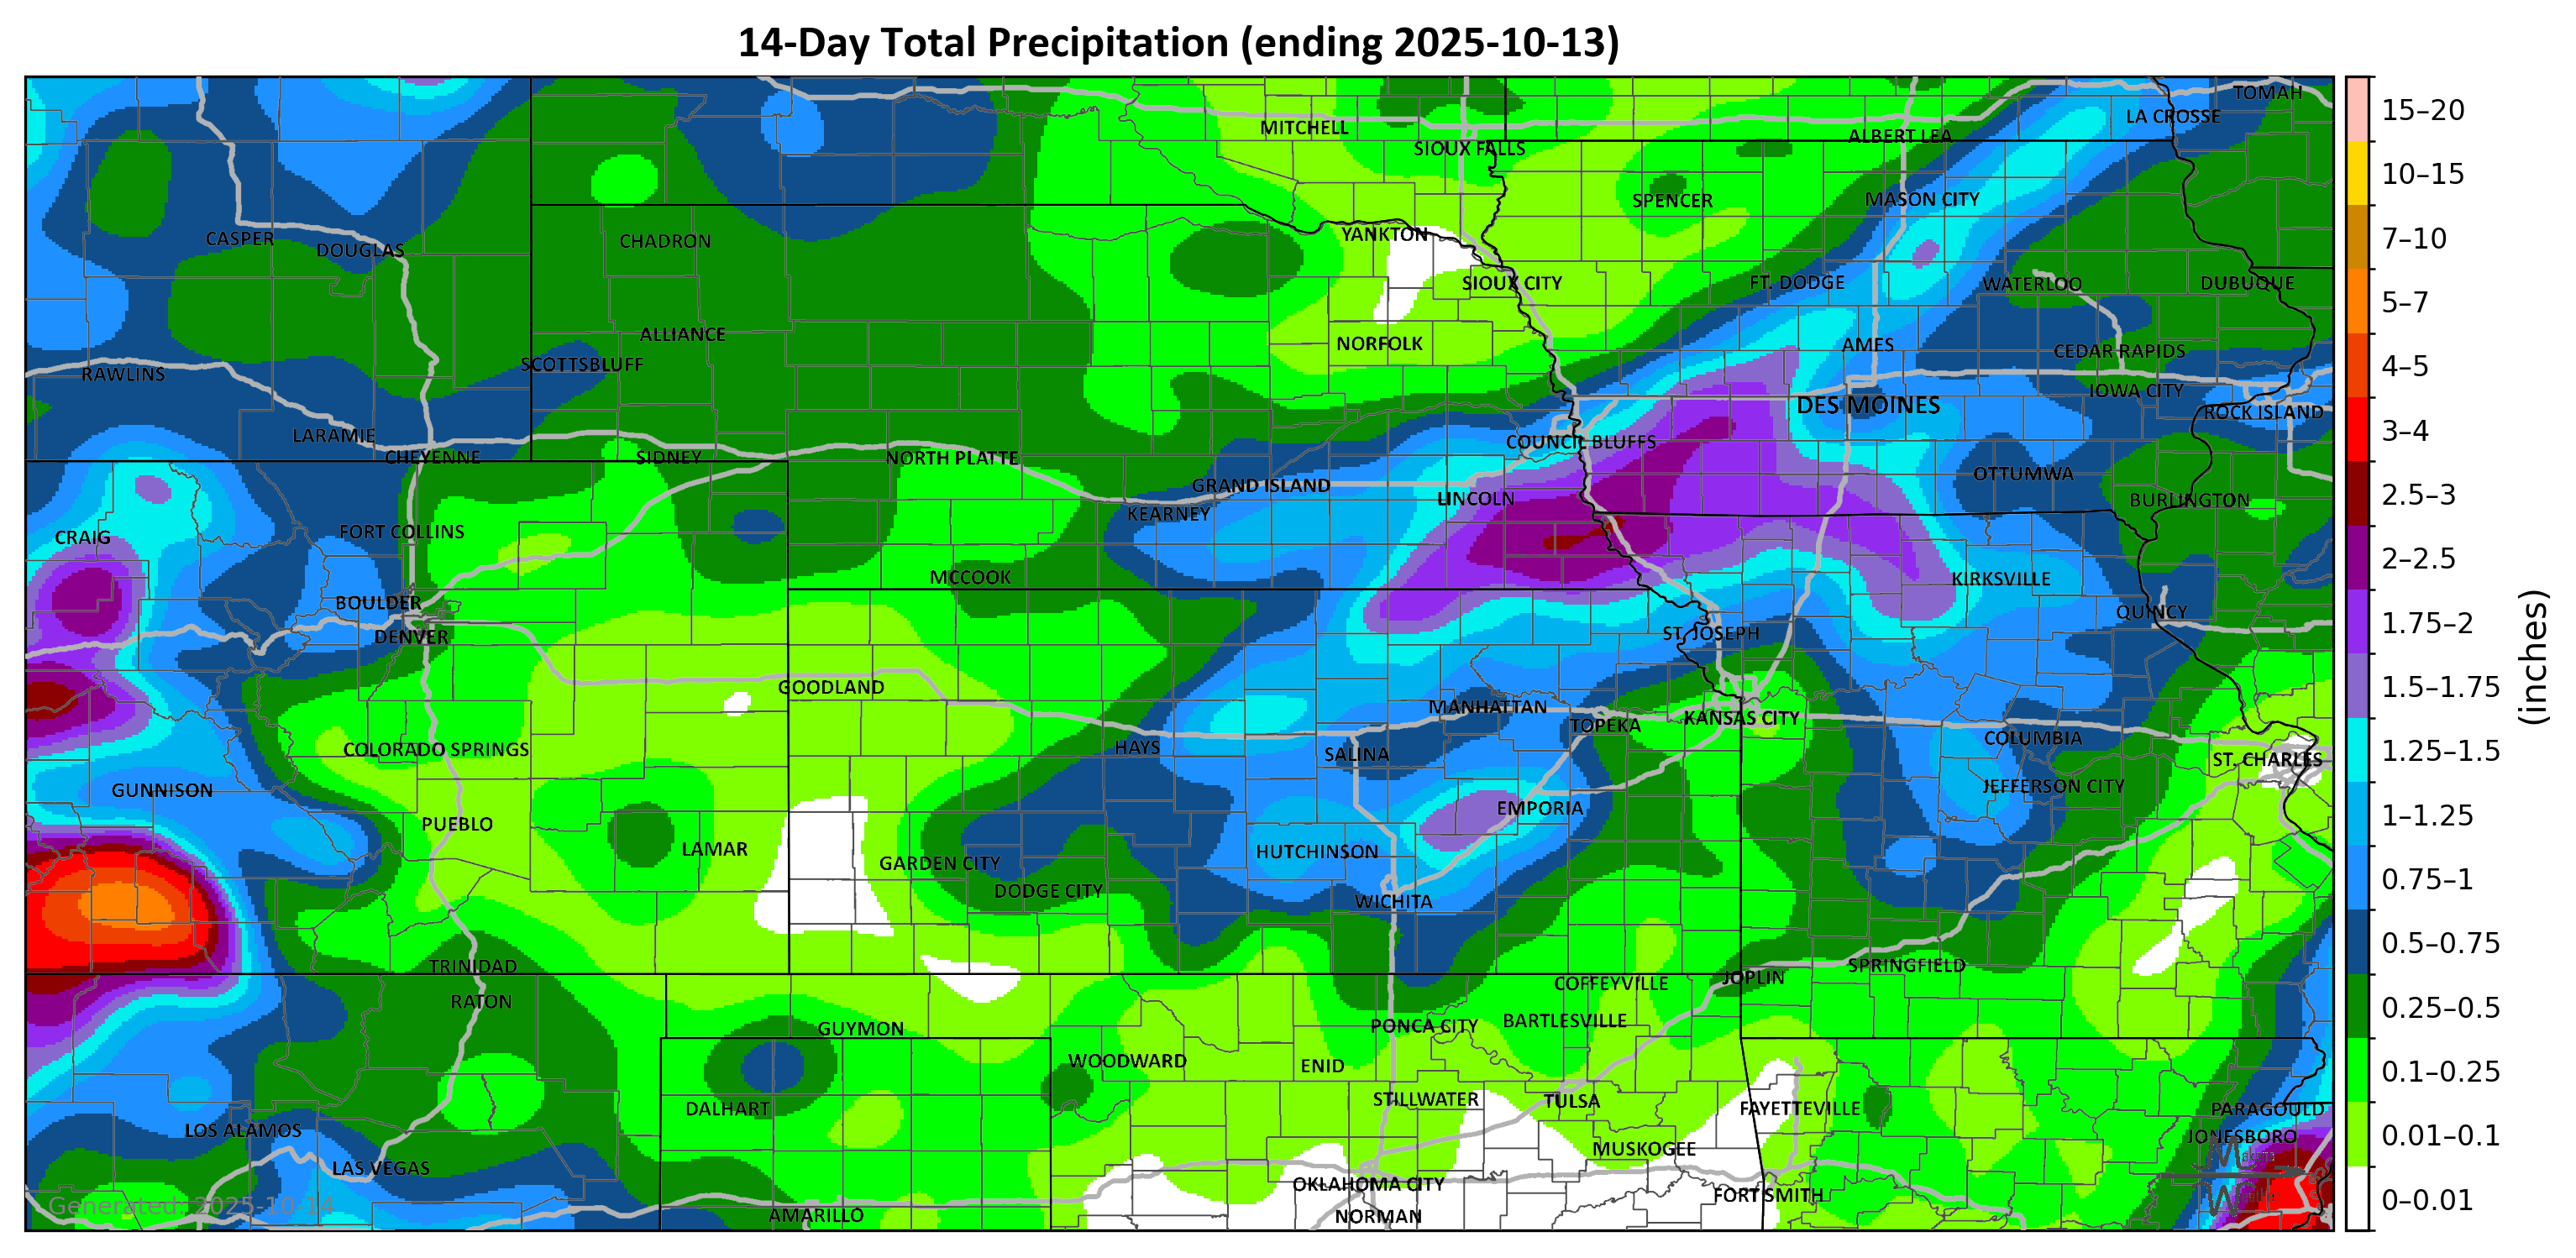 14-Day Total Precipitation (ending 2025-10-13)
TOMAH
LA CROSSE
MITCHELL
ALBERT LEA
SIOUX FALLS
MASON CITY
SPENCER
YANKTON
CASPER
CHADRON
DOUGLAS
SIOUX CITY
FT. DODGE
WATERLOO
DUBUQUE
ALLIANCE
NORFOLK
AMES
CEDAR RAPIDS
SCOTTSBLUFF
RAWLINS
IOWA CITY
DES MOINES
ROCK ISLAND
LARAMIE
COUNCIL BLUFFS
CHEYENNE
SIDNEY
NORTH PLATTE
OTTUMWA
GRAND ISLAND
LINCOLN
BURLINGTON
KEARNEY
FORT COLLINS
CRAIG
MCCOOK
KIRKSVILLE
BOULDER
QUINCY
DENVER
ST. JOSEPH
GOODLAND
MANHATTAN
TOPEKA
KANSAS CITY
COLUMBIA
COLORADO SPRINGS
HAYS
SALINA
ST. CHARLES
GUNNISON
JEFFERSON CITY
EMPORIA
PUEBLO
LAMAR
HUTCHINSON
GARDEN CITY
DODGE CITY
WICHITA
TRINIDAD
SPRINGFIELD
JOPLIN
COFFEYVILLE
RATON
GUYMON
PONCA CITY
BARTLESVILLE
WOODWARD
ENID
STILLWATER
TULSA
DALHART
FAYETTEVILLE
PARAGOULD
LOS ALAMOS
JONESBORO
MUSKOGEE
LAS VEGAS
OKLAHOMA CITY
FORT SMITH
Generated: 2025-10-14
AMARILLO
NORMAN
15–20
10–15
7–10
5–7
4–5
3–4
2.5–3
2–2.5
1.75–2
1.5–1.75
1.25–1.5
1–1.25
0.75–1
0.5–0.75
0.25–0.5
0.1–0.25
0.01–0.1
0–0.01
(inches)